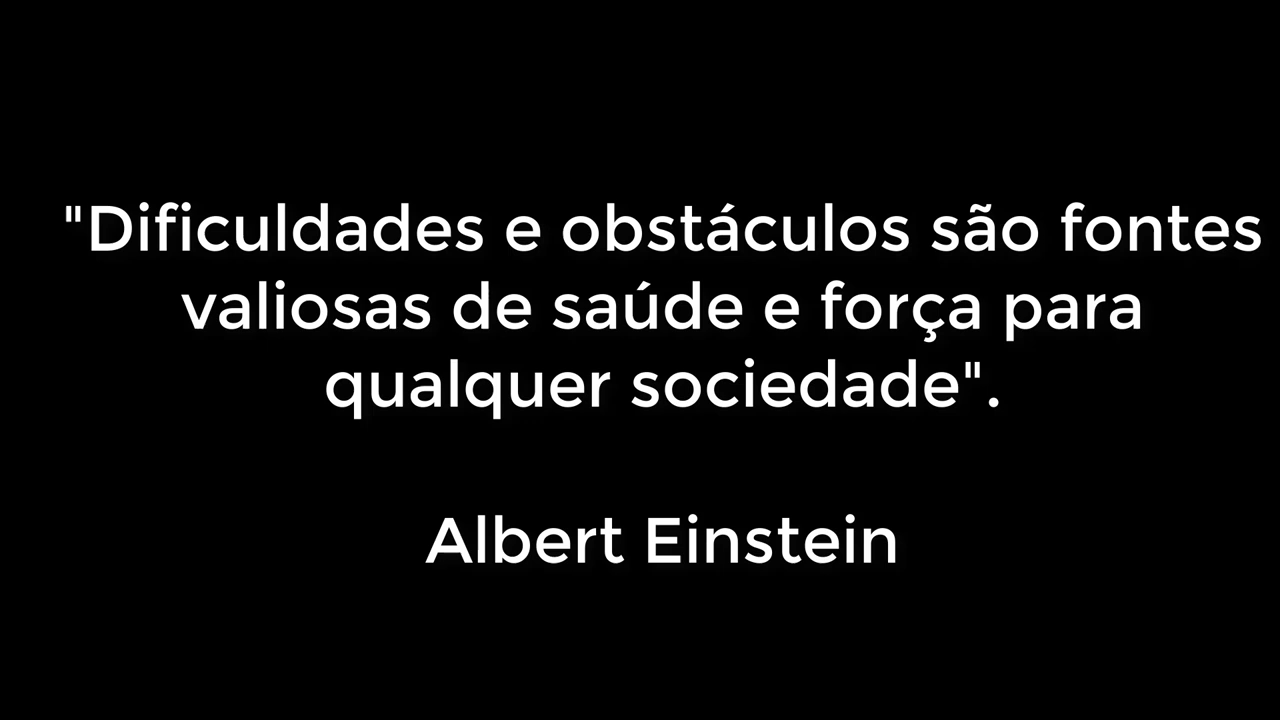 "Dificuldades e obstáculos são fontes
valiosas de saúde e força para
qualquer sociedade".
Albert Einstein